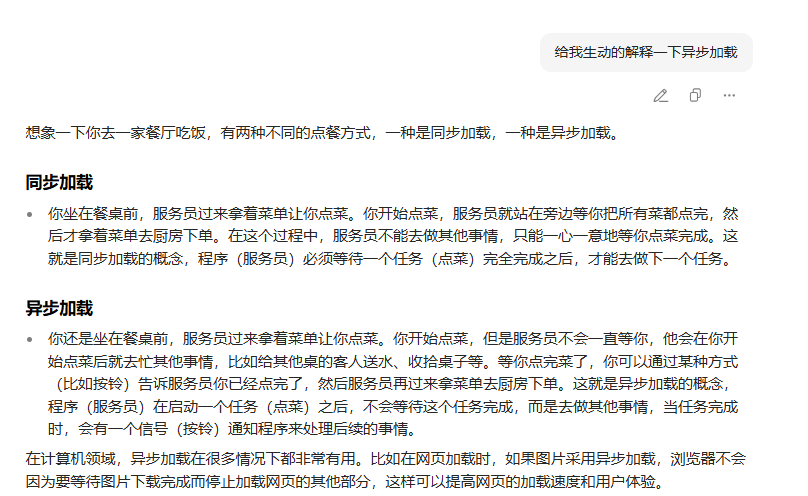 给我生动的解释一下异步加载
想象一下你去一家餐厅吃饭，有两种不同的点餐方式，一种是同步加载，一种是异步加载。
同步加载
你坐在餐桌前，服务员过来拿着菜单让你点菜。你开始点菜，服务员就站在旁边等你把所有菜都点完，然
后才拿着菜单去厨房下单。在这个过程中，服务员不能去做其他事情，只能一心一意地等你点菜完成。这
就是同步加载的概念，程序（服务员）必须等待一个任务（点菜）完全完成之后，才能去做下一个任务。
异步加载
你还是坐在餐桌前，服务员过来拿着菜单让你点菜。你开始点菜，但是服务员不会一直等你，他会在你开
始点菜后就去忙其他事情，比如给其他桌的客人送水、收拾桌子等。等你点完菜了，你可以通过某种方式
（比如按铃）告诉服务员你已经点完了，然后服务员再过来拿菜单去厨房下单。这就是异步加载的概念，
程序（服务员）在启动一个任务（点菜）之后，不会等待这个任务完成，而是去做其他事情，当任务完成
时，会有一个信号（按铃）通知程序来处理后续的事情。
在计算机领域，异步加载在很多情况下都非常有用。比如在网页加载时，如果图片采用异步加载，浏览器不会
因为要等待图片下载完成而停止加载网页的其他部分，这样可以提高网页的加载速度和用户体验。